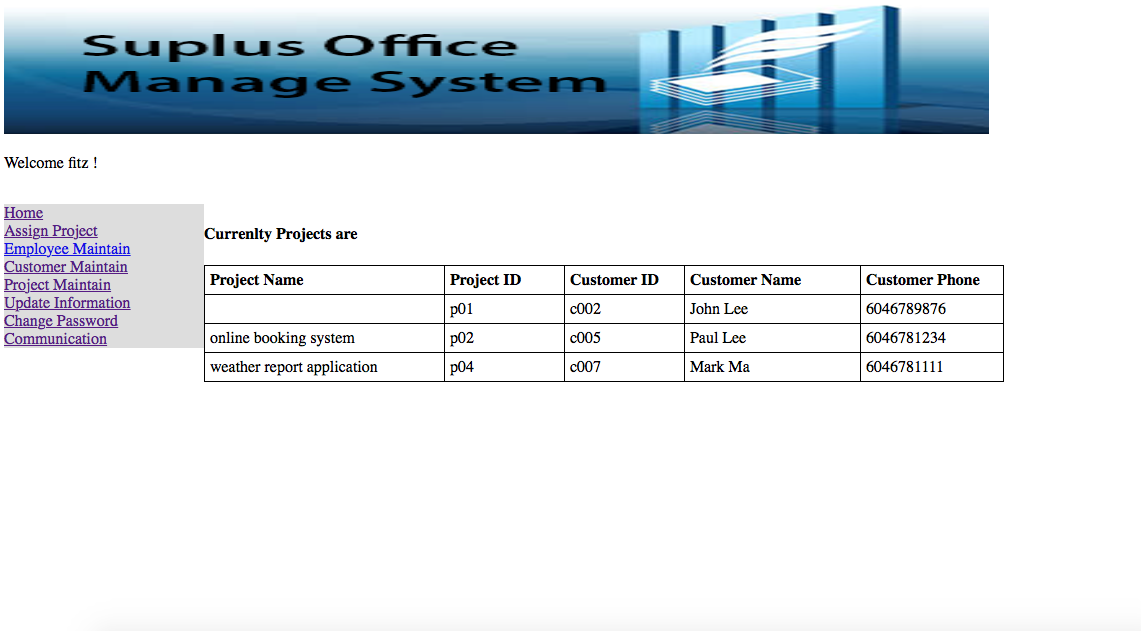 Suplus Office
Manage System
Welcome fitz !
Home
Assign Project
Employee Maintain
Customer Maintain
Project Maintain
Update Information
Change Password
Communication
Currenlty Projects are
Project Name Project ID Customer ID Customer Name Customer Phone
p01 c002 John Lee 6046789876
online booking system p02 c005 Paul Lee 6046781234
weather report application p04 c007 Mark Ma 6046781111